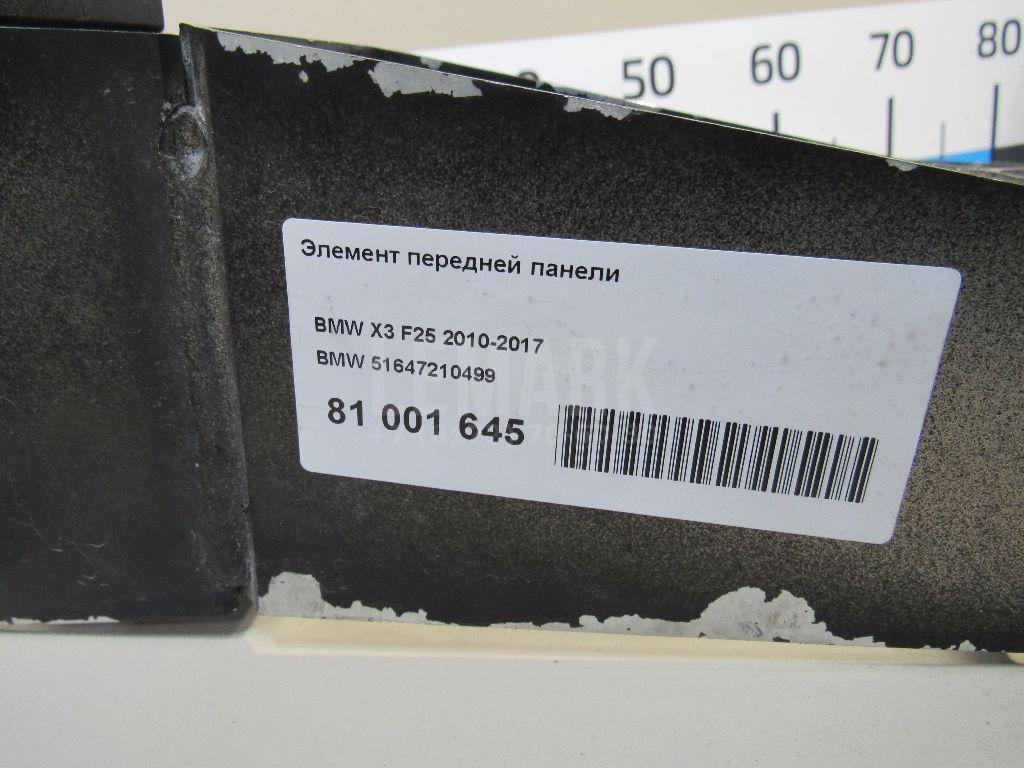 50 60 70 80
Элемент передней панели
BMW X3 F25 2010-2017
BMW 51647210499
81 001 645